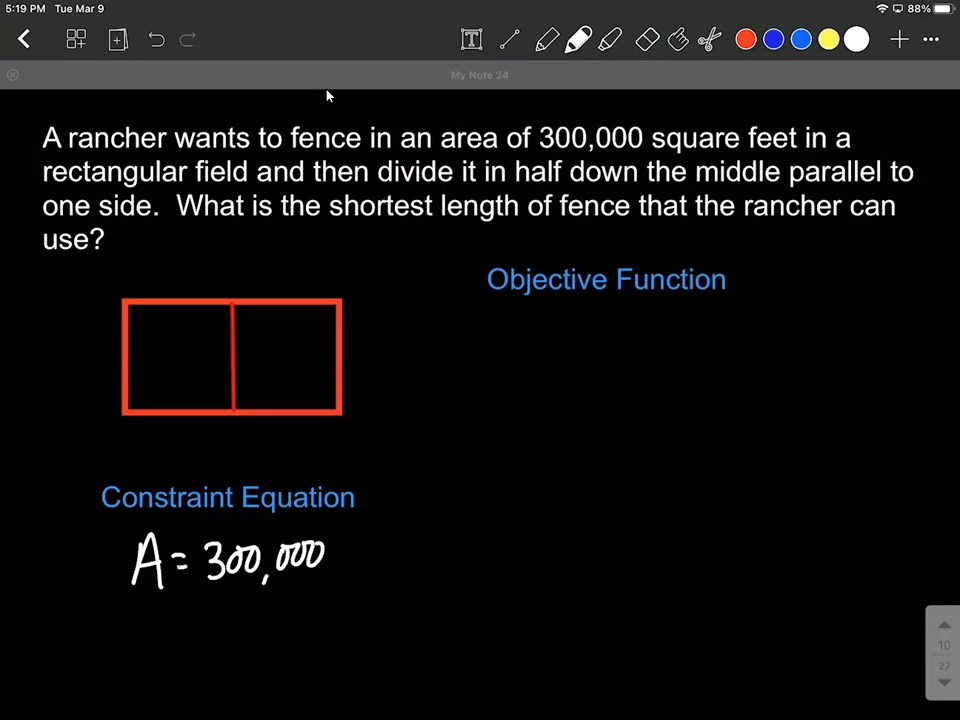 5:19 PM Tue Mar 9
88%
My Note 24
A rancher wants to fence in an area of 300,000 square feet in a
rectangular field and then divide it in half down the middle parallel to
one side. What is the shortest length of fence that the rancher can
use?
Objective Function
Constraint Equation
A = 300,000
10
27